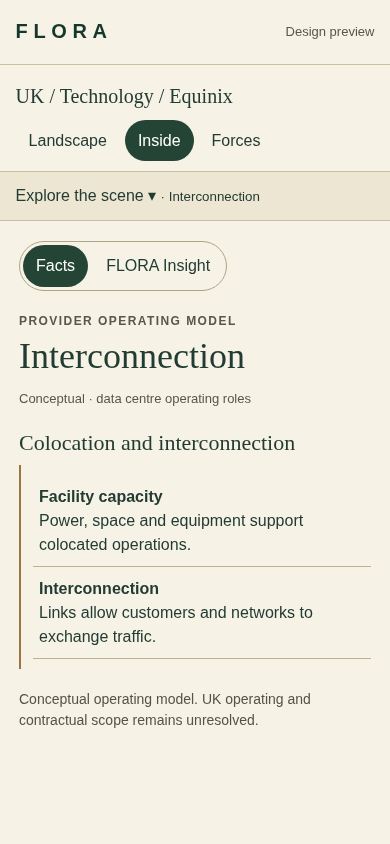 FLORA
Design preview
UK / Technology / Equinix
Landscape
Inside
Forces
Explore the scene ▾ · Interconnection
Facts
FLORA Insight
PROVIDER OPERATING MODEL
Interconnection
Conceptual · data centre operating roles
Colocation and interconnection
Facility capacity
Power, space and equipment support
colocated operations.
Interconnection
Links allow customers and networks to
exchange traffic.
Conceptual operating model. UK operating and
contractual scope remains unresolved.